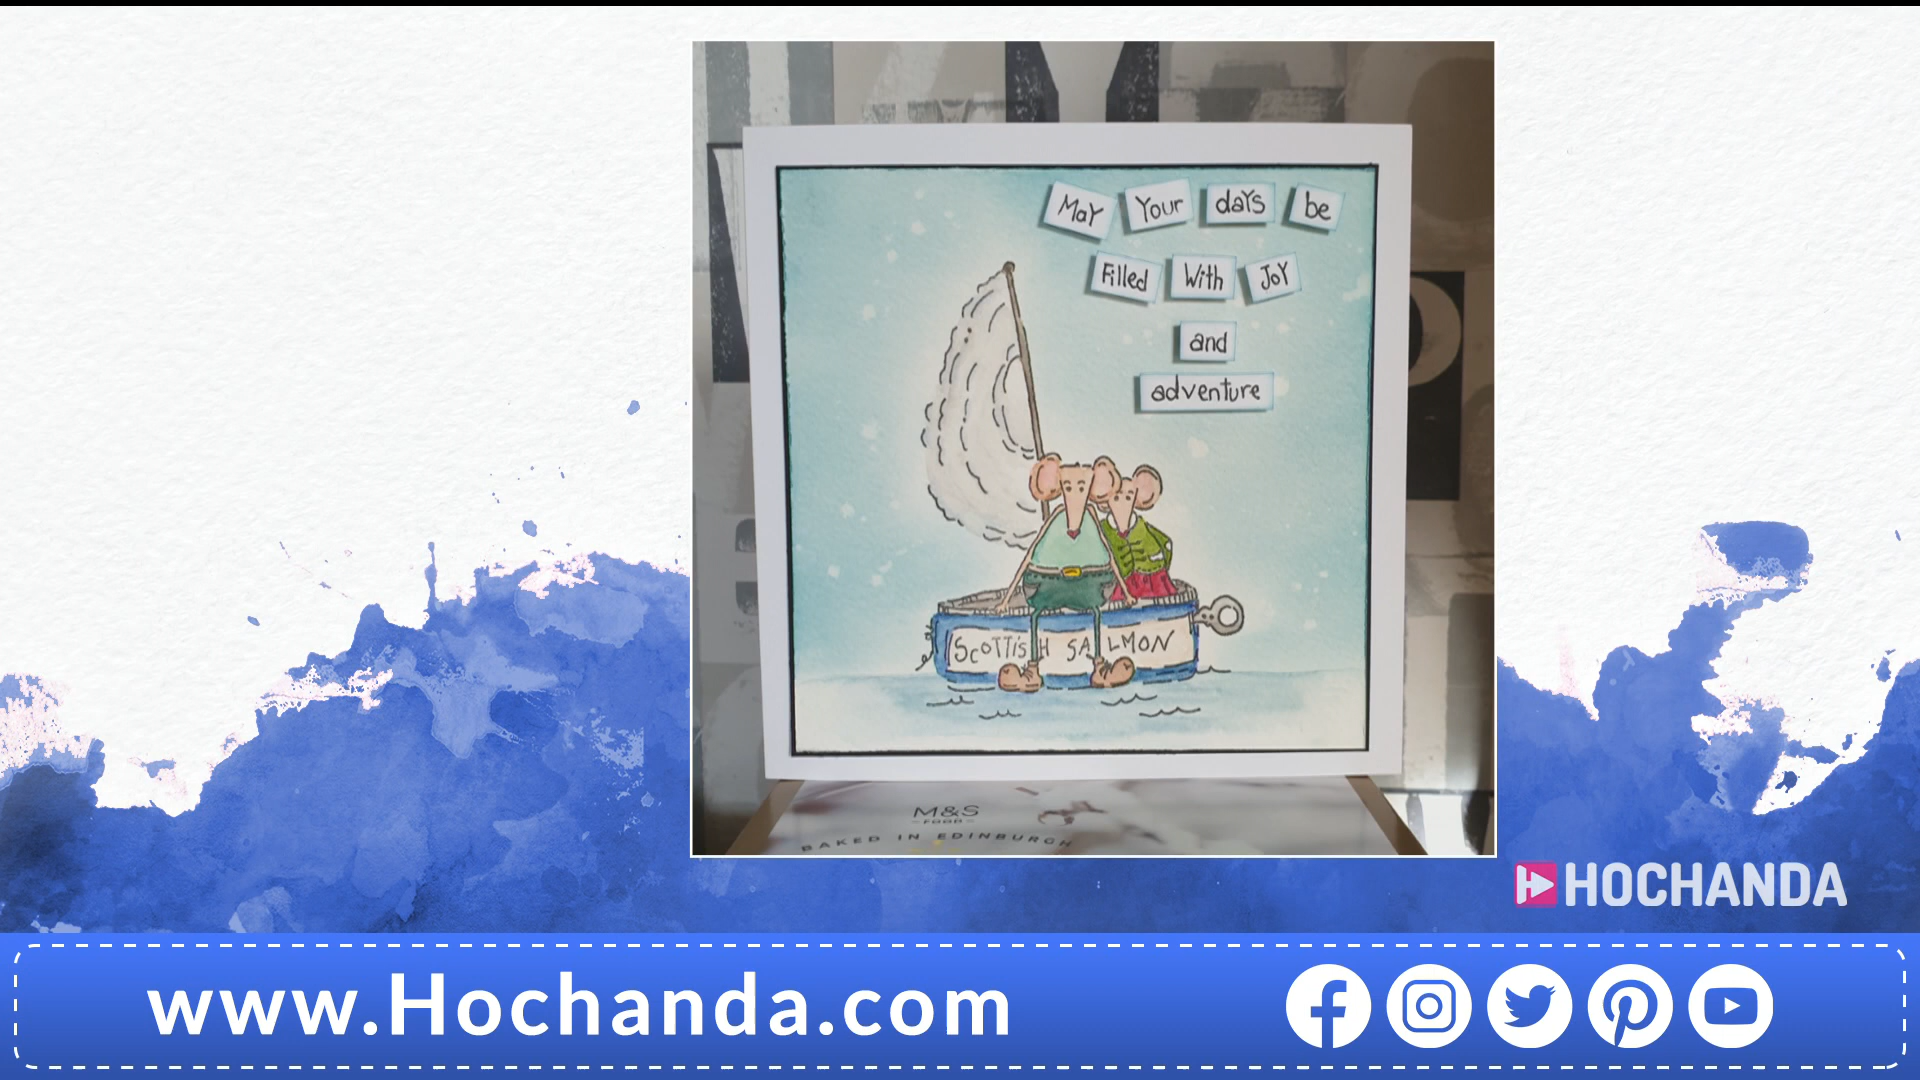 MaY Your daYs be
Filled With JoY
and
adventure
SCOTTisH SALMON
M&S
FOOD
BAKED IN EDINBURGH
HOCHANDA
www.Hochanda.com